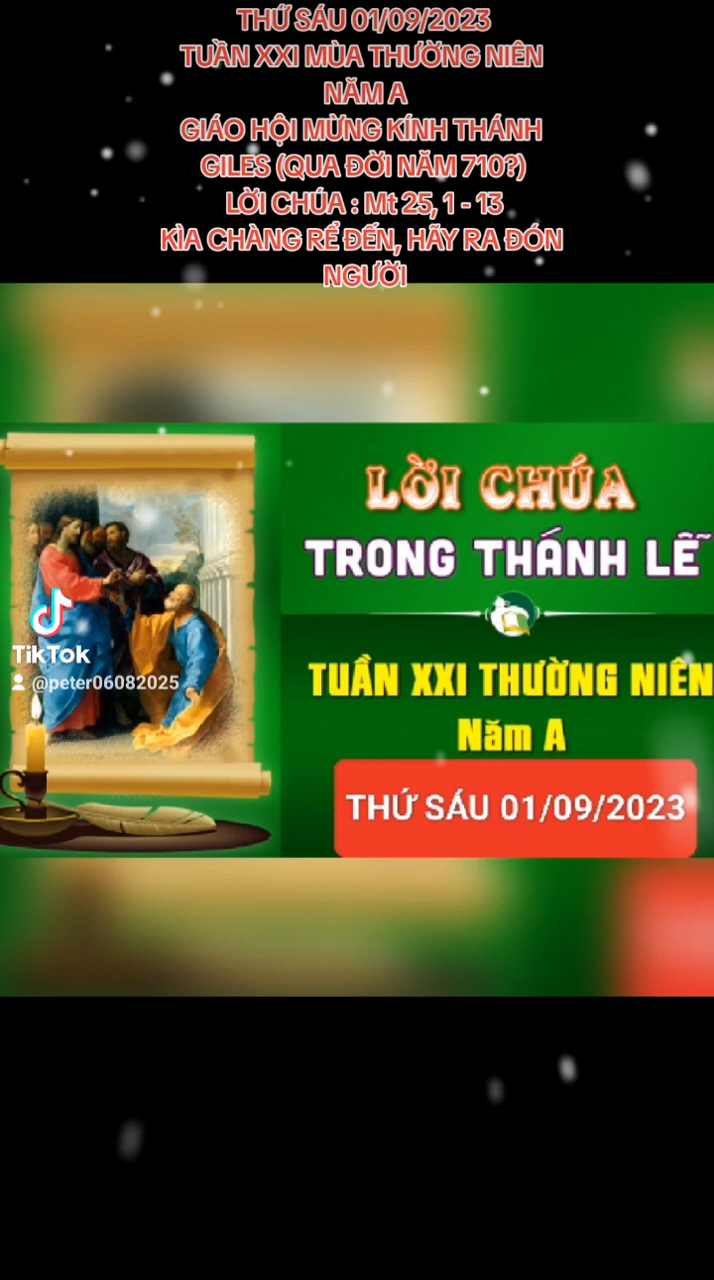 THỨ SÁU 01/09/2023
TUẦN XXI MÙA THƯỜNG NIÊN
NĂM A
GIÁO HỘI MỪNG KÍNH THÁNH
GILES (QUA ĐỜI NĂM 710?)
LỜI CHÚA : Mt 25, 1 - 13
KÌA CHÀNG RỂ ĐẾN, HÃY RA ĐÓN
NGƯỜI
LỜI CHÚA
TRONG THÁNH LỄ
TikTok
@peter06082025
TUẦN XXI THƯỜNG NIÊN
Năm A
THỨ SÁU 01/09/2023